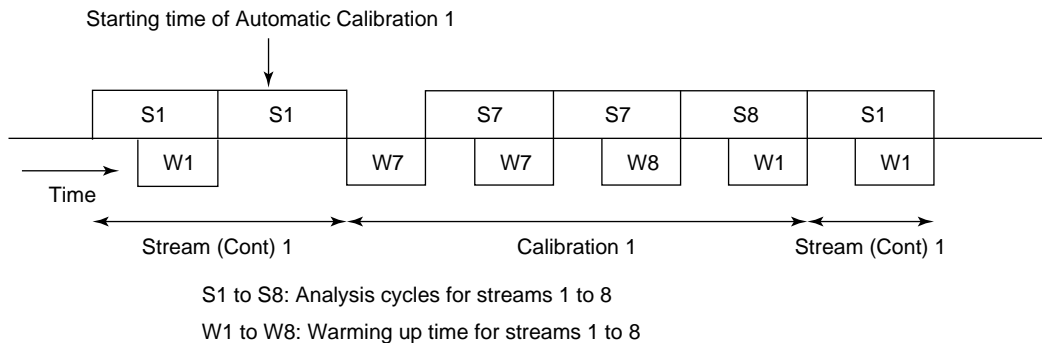 Starting time of Automatic Calibration 1
S1 S1 S7 S7 S8 S1
W1 W7 W7 W8 W1 W1
Time
Stream (Cont) 1 Calibration 1 Stream (Cont) 1
S1 to S8: Analysis cycles for streams 1 to 8
W1 to W8: Warming up time for streams 1 to 8